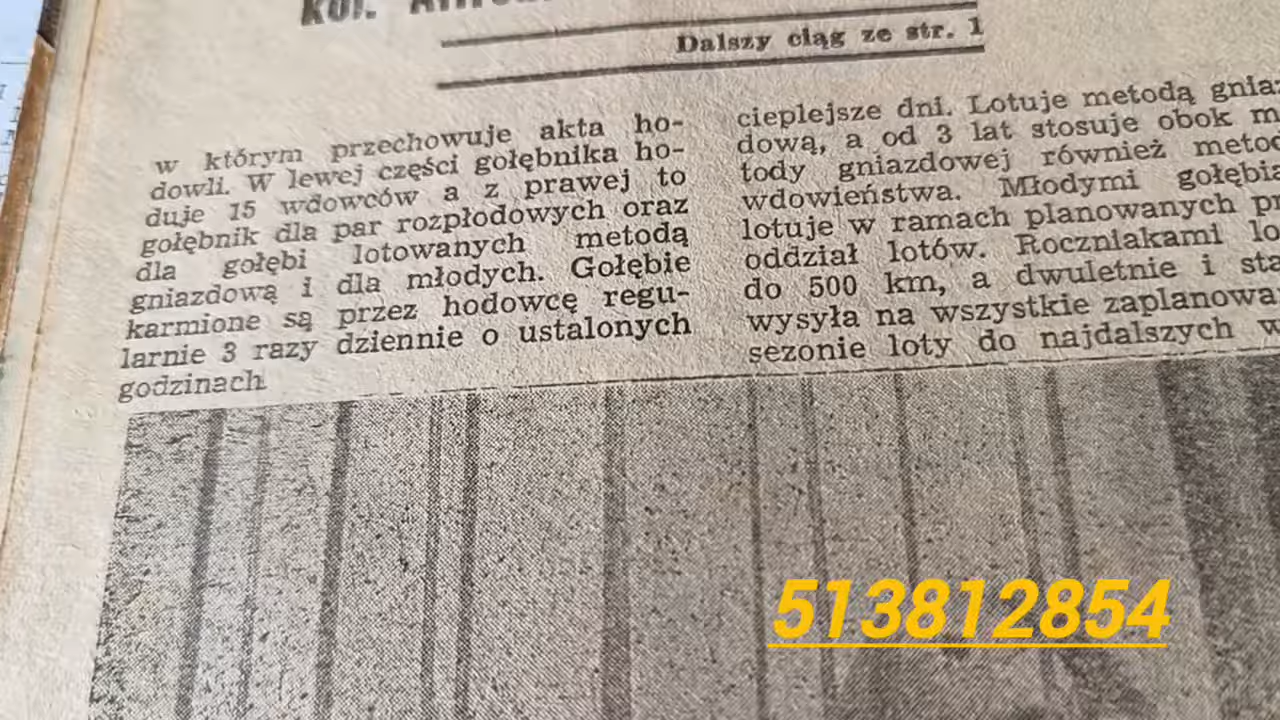 kol.
Dalszy ciąg ze str. 1
w którym przechowuje akta ho-
dowli. W lewej części gołębnika ho-
duje 15 wdowców a z prawej to
gołębnik dla par rozpłodowych oraz
dla gołębi lotowanych metodą
gniazdową i dla młodych. Gołębie
karmione są przez hodowcę regu-
larnie 3 razy dziennie o ustalonych
godzinach.
cieplejsze dni. Lotuje metodą
dową, a od 3 lat stosuje obok
tody gniazdowej również
wdowieństwa. Młodymi
lotuje w ramach planowanych
oddział lotów. Roczniakami
do 500 km, a dwuletnie i
wysyła na wszystkie
sezonie loty do najdalszych
513812854